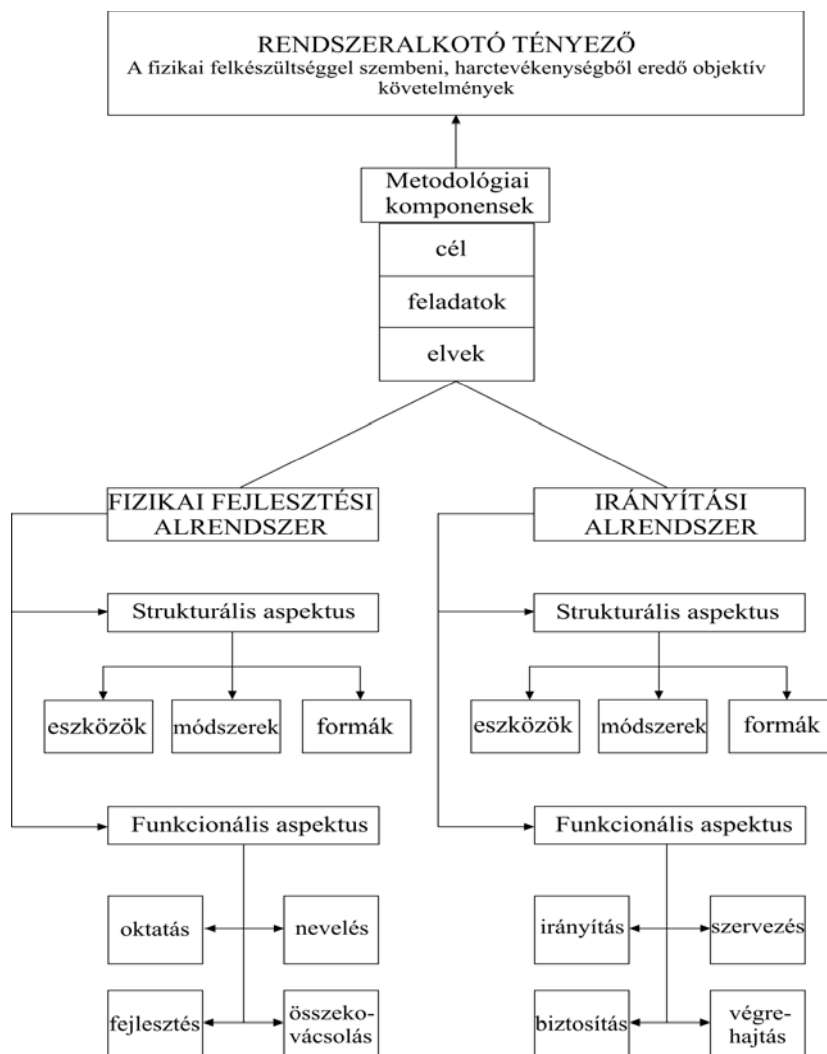 RENDSZERALKOTÓ TÉNYEZŐ
A fizikai felkészültséggel szembeni, harctevékenységből eredő objektív
követelmények
Metodológiai
komponensek
cél
feladatok
elvek
FIZIKAI FEJLESZTÉSI
ALRENDSZER
Strukturális aspektus
eszközök
módszerek
formák
Funkcionális aspektus
oktatás
nevelés
fejlesztés
összeko-
vácsolás
IRÁNYÍTÁSI
ALRENDSZER
Strukturális aspektus
eszközök
módszerek
formák
Funkcionális aspektus
irányítás
szervezés
biztosítás
végre-
hajtás